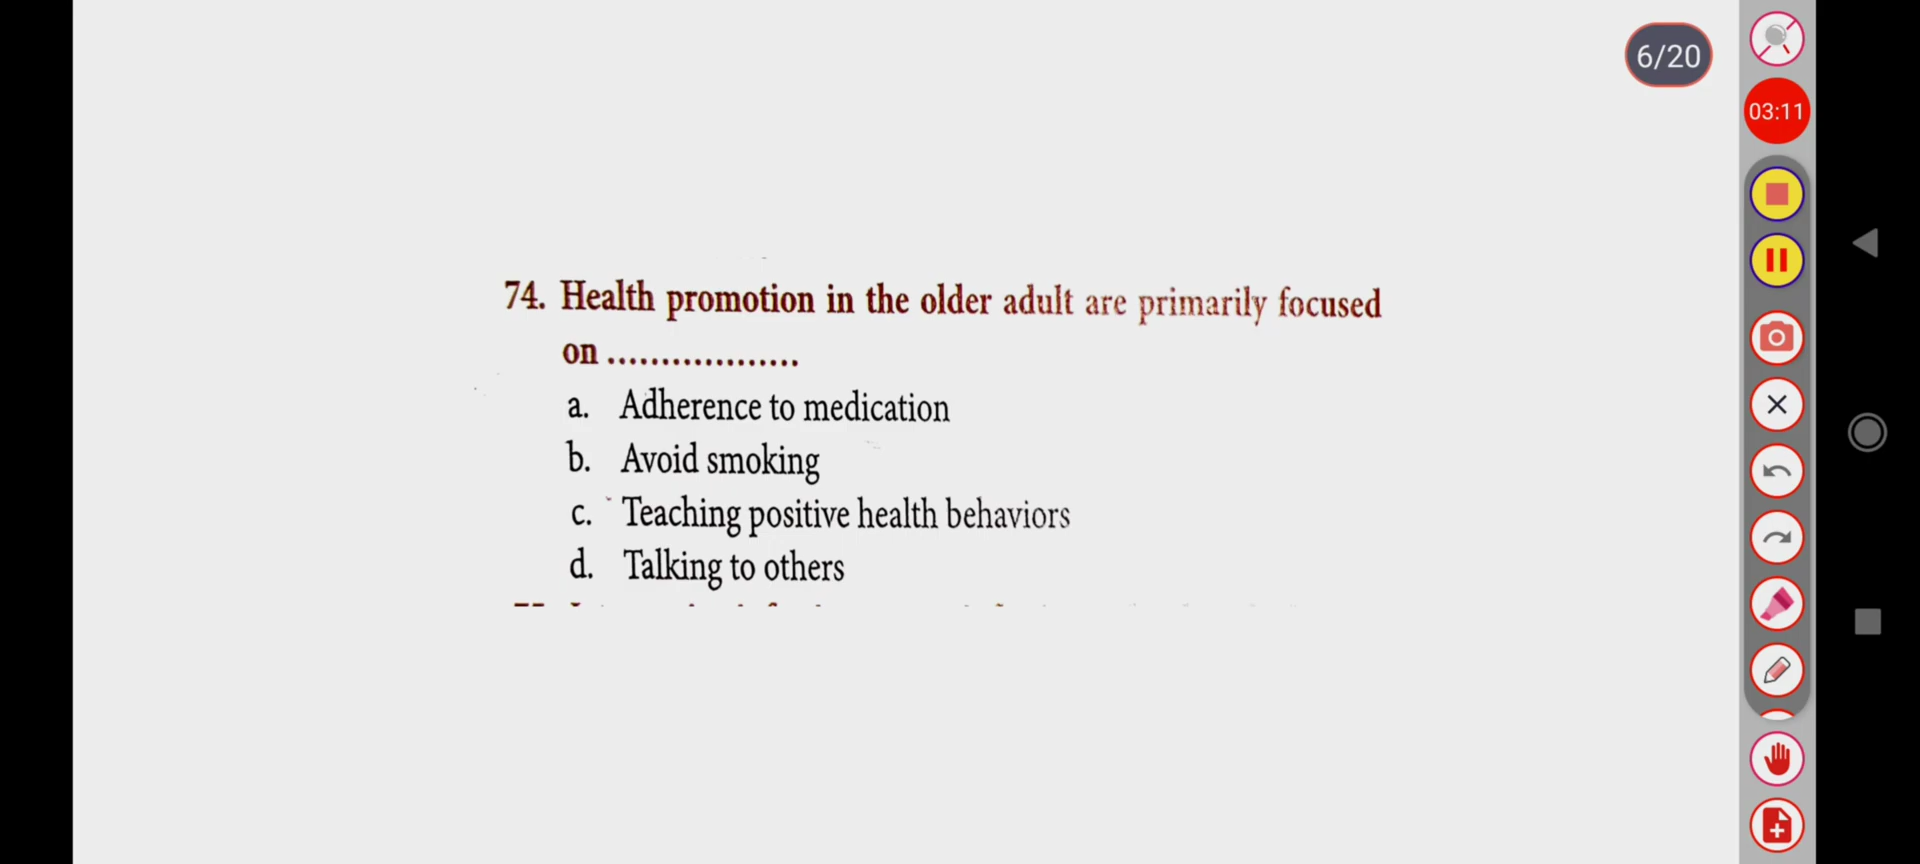 6/20
03:11
74. Health promotion in the older adult are primarily focused
on ..................
a. Adherence to medication
b. Avoid smoking
c. Teaching positive health behaviors
d. Talking to others